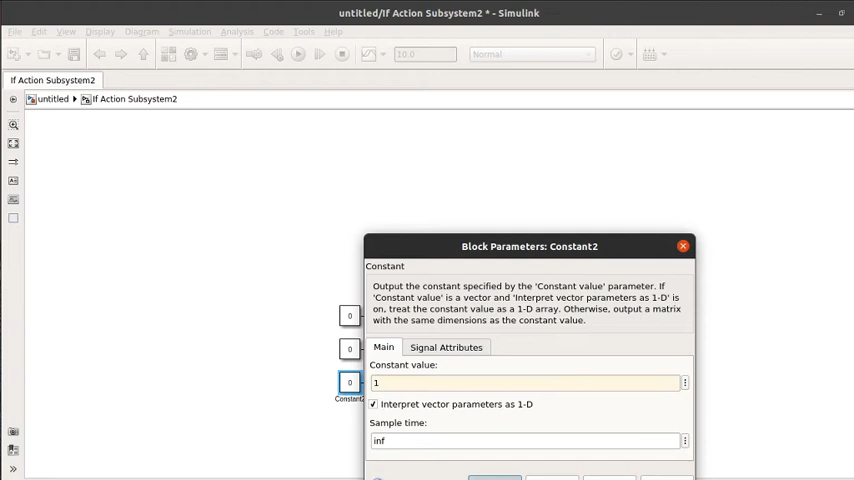 untitled/If Action Subsystem2 * - Simulink
File Edit View Display Diagram Simulation Analysis Code Tools Help
10.0 Normal
If Action Subsystem2
untitled If Action Subsystem2
Block Parameters: Constant2
Constant
Output the constant specified by the 'Constant value' parameter. If
'Constant value' is a vector and 'Interpret vector parameters as 1-D' is
on, treat the constant value as a 1-D array. Otherwise, output a matrix
with the same dimensions as the constant value.
0
0
0
Constant2
Main Signal Attributes
Constant value:
1
Interpret vector parameters as 1-D
Sample time:
inf